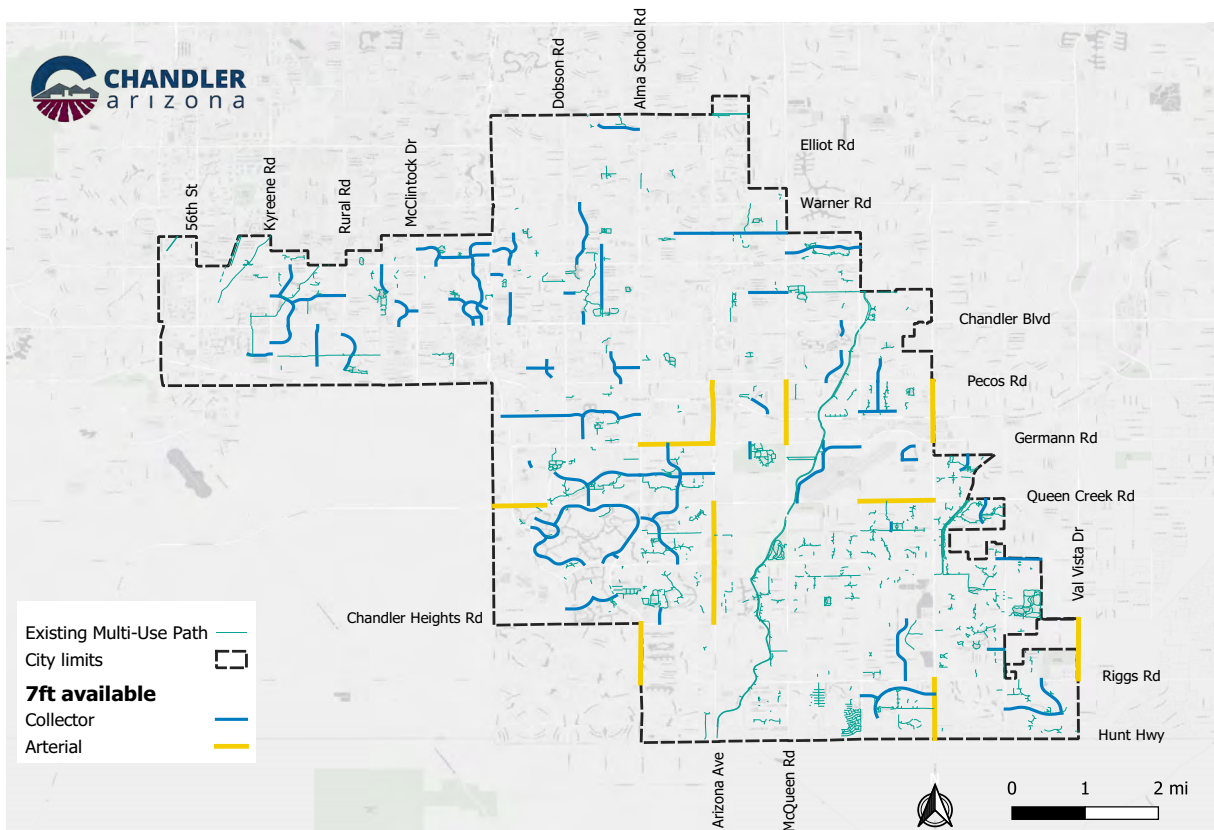 CHANDLER
arizona
Dobson Rd
Alma School Rd
Elliot Rd
56th St
Kyreene Rd
Rural Rd
McClintock Dr
Warner Rd
Chandler Blvd
Pecos Rd
Germann Rd
Queen Creek Rd
Val Vista Dr
Chandler Heights Rd
Existing Multi-Use Path
City limits
7ft available
Collector
Arterial
Riggs Rd
Hunt Hwy
Arizona Ave
McQueen Rd
0 1 2 mi